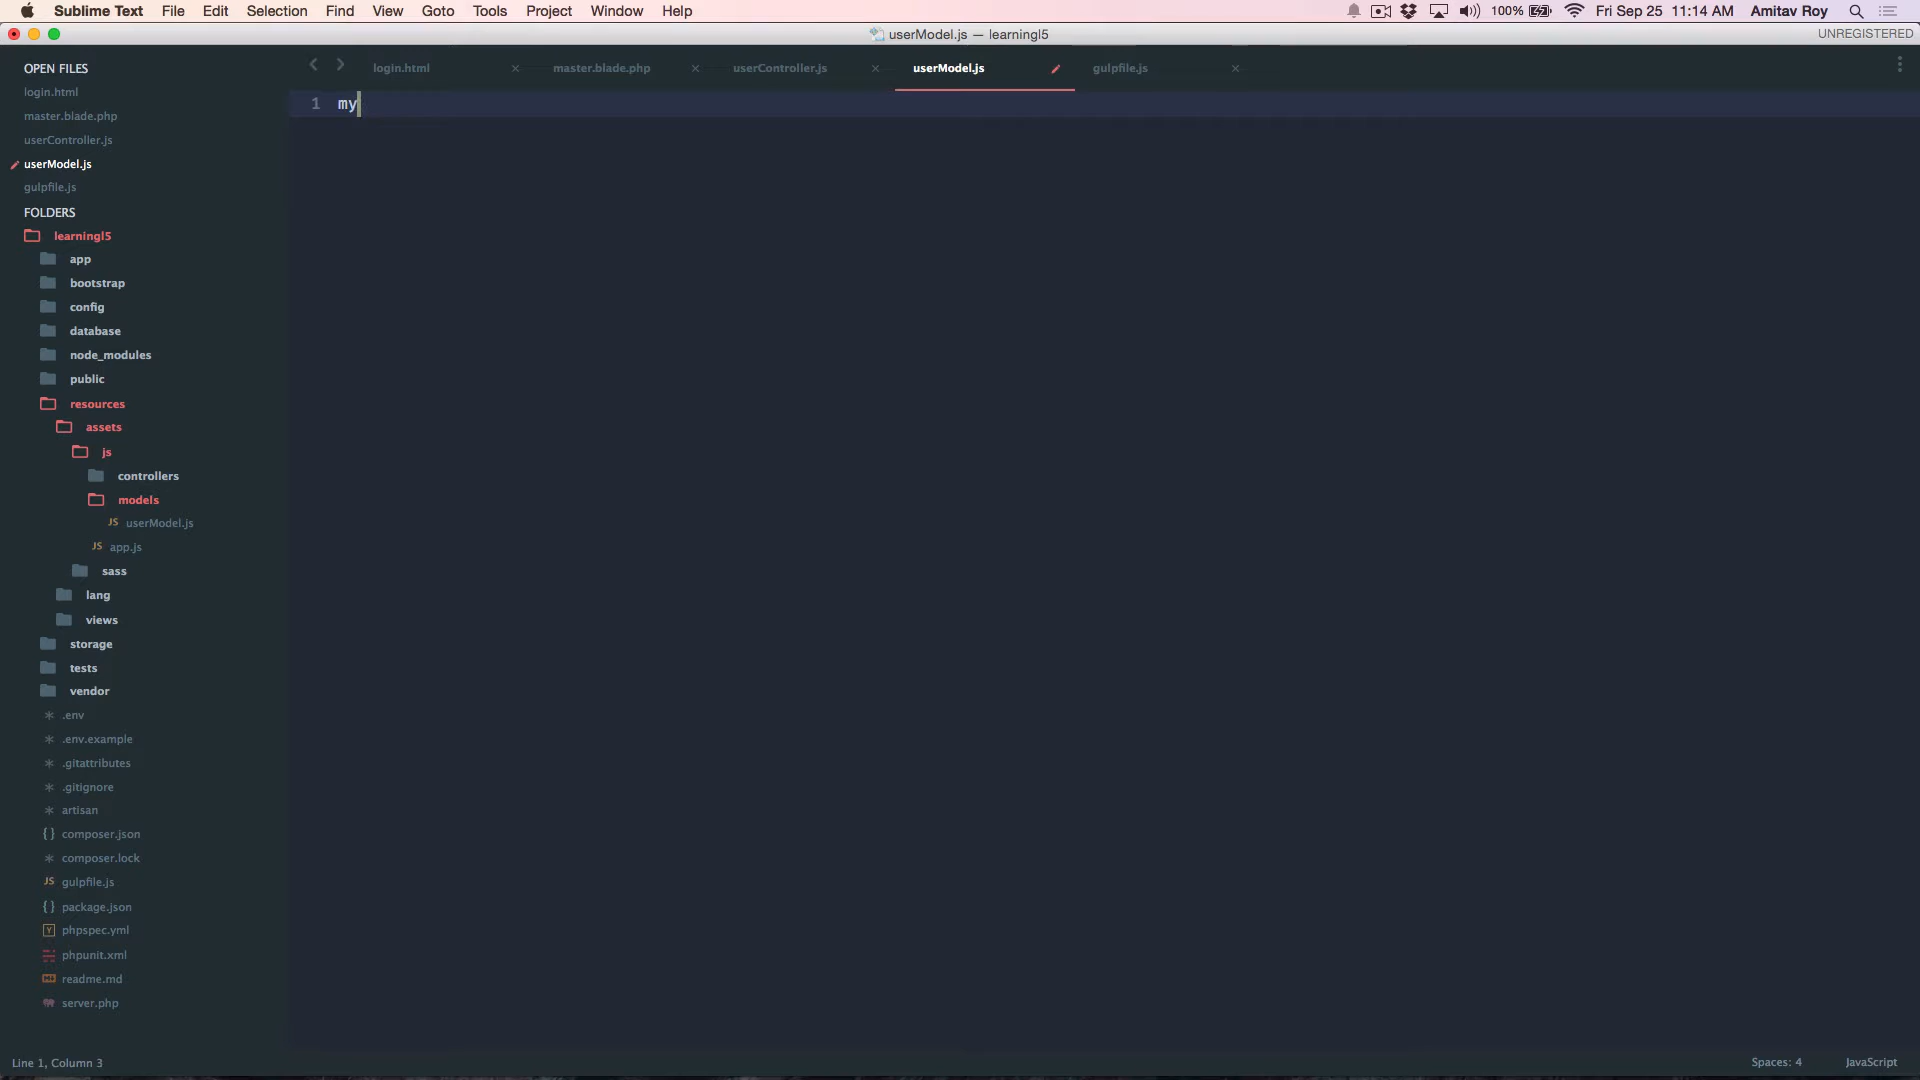 Sublime Text File Edit Selection Find View Goto Tools Project Window Help 100% Fri Sep 25 11:14 AM Amitav Roy
userModel.js — learningl5 UNREGISTERED
OPEN FILES
login.html
master.blade.php
userController.js
userModel.js
gulpfile.js
FOLDERS
learningl5
app
bootstrap
config
database
node_modules
public
resources
assets
js
controllers
models
JS userModel.js
JS app.js
sass
lang
views
storage
tests
vendor
.env
.env.example
.gitattributes
.gitignore
artisan
{} composer.json
composer.lock
JS gulpfile.js
{} package.json
Y phpspec.yml
phpunit.xml
readme.md
server.php
login.html master.blade.php userController.js userModel.js gulpfile.js
1 my
Line 1, Column 3 Spaces: 4 JavaScript